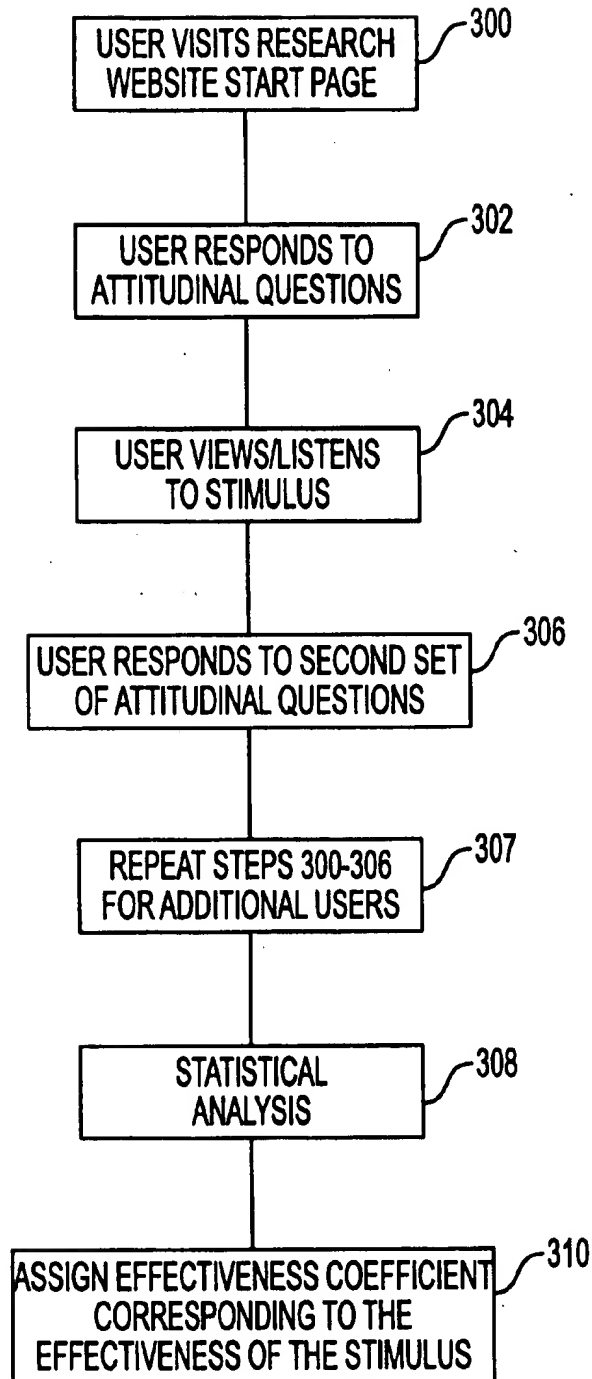 300
USER VISITS RESEARCH
WEBSITE START PAGE
302
USER RESPONDS TO
ATTITUDINAL QUESTIONS
304
USER VIEWS/LISTENS
TO STIMULUS
306
USER RESPONDS TO SECOND SET
OF ATTITUDINAL QUESTIONS
307
REPEAT STEPS 300-306
FOR ADDITIONAL USERS
308
STATISTICAL
ANALYSIS
310
ASSIGN EFFECTIVENESS COEFFICIENT
CORRESPONDING TO THE
EFFECTIVENESS OF THE STIMULUS